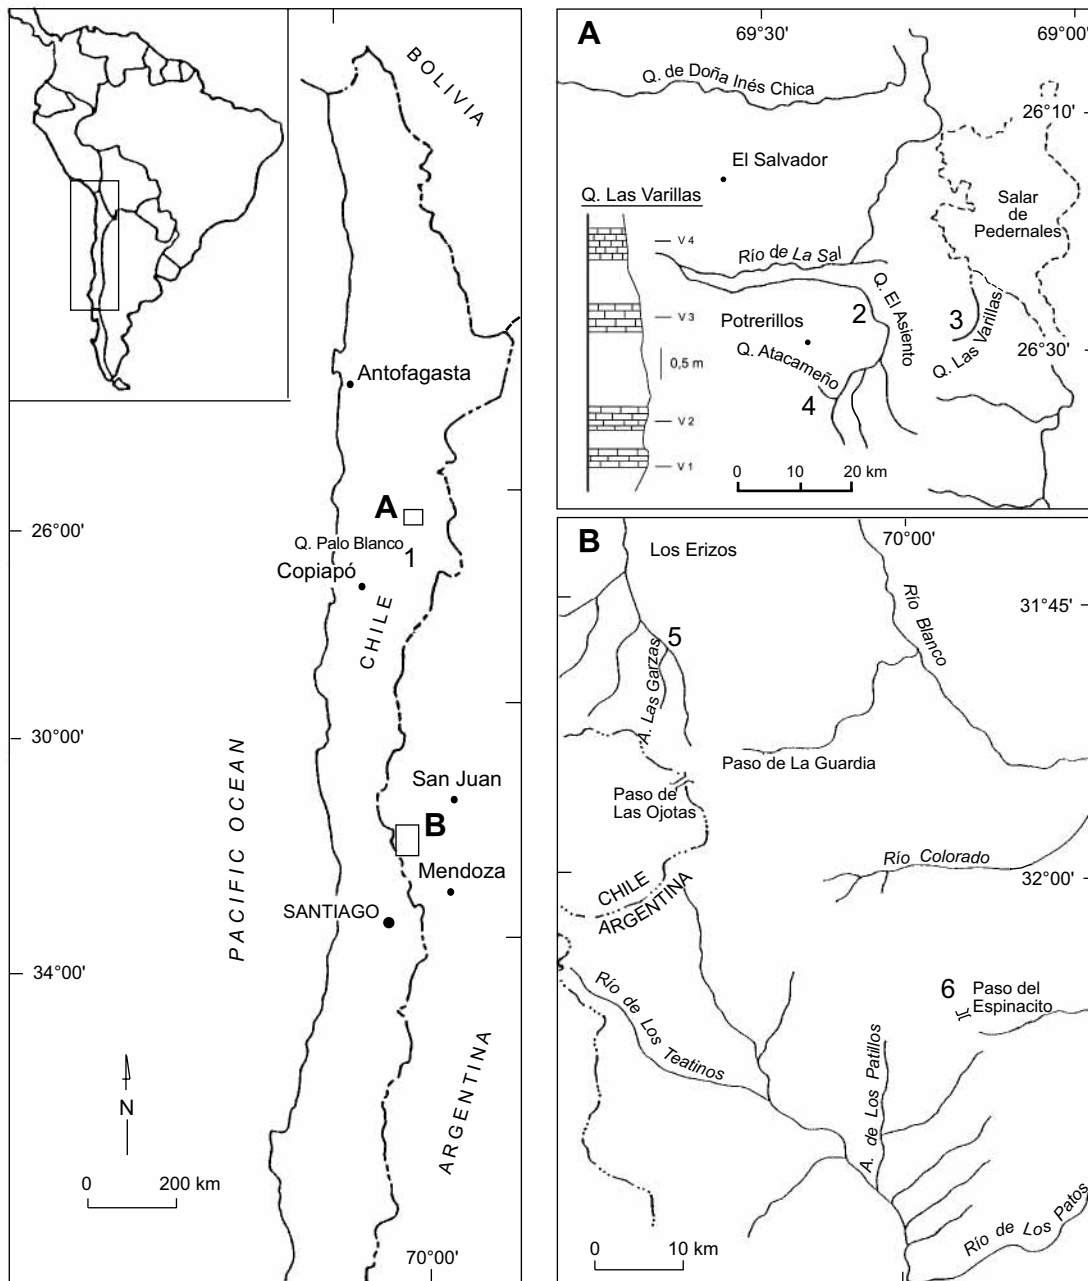 BOLIVIA
Antofagasta
A
26°00'
Q. Palo Blanco
1
Copiapó
CHILE
30°00'
PACIFIC OCEAN
San Juan
B
Mendoza
SANTIAGO
34°00'
ARGENTINA
N
0 200 km
70°00'
A
69°30'
69°00'
Q. de Doña Inés Chica
26°10'
El Salvador
Q. Las Varillas
Salar
de
Pedernales
V 4
Río de La Sal
Q. El Asiento
2
3
V 3
Potrerillos
Q. Las Varillas
26°30'
0,5 m
Q. Atacameño
4
V 2
V 1
0 10 20 km
B
70°00'
Los Erizos
31°45'
Río Blanco
5
A. Las Garzas
Paso de La Guardia
Paso de
Las Ojotas
Río Colorado
32°00'
CHILE
ARGENTINA
Río de Los Teatinos
6
Paso del
Espinacito
A. de Los Patillos
Río de Los Patos
0 10 km